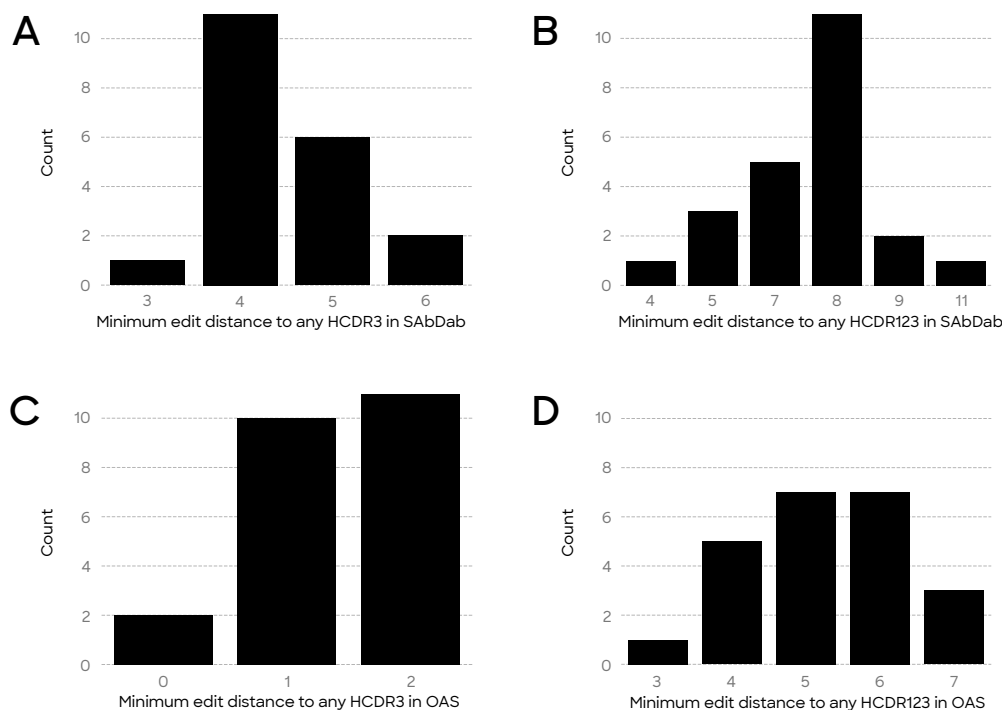 A
Count
10
8
6
4
2
0
3 4 5 6
Minimum edit distance to any HCDR3 in SAbDab
B
Count
10
8
6
4
2
0
4 5 7 8 9 11
Minimum edit distance to any HCDR123 in SAbDab
C
Count
10
8
6
4
2
0
0 1 2
Minimum edit distance to any HCDR3 in OAS
D
Count
10
8
6
4
2
0
3 4 5 6 7
Minimum edit distance to any HCDR123 in OAS